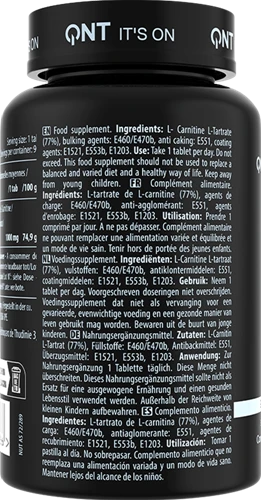 S ON
QNT IT'S ON
QNT
Serving size: 1 tab
/1 tab /100 g
1000 mg 74,9 g
NUT AS 72/289
EN Food supplement. Ingredients: L- Carnitine L-Tartrate
(77%), bulking agents: E460/E470b, anti caking: E551, coating
agents: E1521, E553b, E1203. Use: Take 1 tablet per day. Do not
exceed. This food supplement should not be used to replace a
balanced and varied diet and a healthy way of life. Keep away
from young children. FR Complément alimentaire.
Ingrédients: L- tartrate de L-carnitine (77%), agents de
charge: E460/E470b, anti-agglomérant: E551, agents
d'enrobage: E1521, E553b, E1203. Utilisation: Prendre 1
comprimé par jour. A ne pas dépasser. Complément alimentaire
ne pouvant remplacer une alimentation variée et équilibrée et
un mode de vie sain. Tenir hors de portée des jeunes enfants.
NL Voedingssupplement. Ingrediënten: L-Carnitine L-tartraat
(77%), vulstoffen: E460/E470b, antiklontermiddelen: E551,
coatingmiddelen: E1521, E553b, E1203. Gebruik: Neem 1
tablet per dag. Voorgeschreven doseringen niet overschrijden.
Voedingssupplement dat niet als vervanging voor een
gevarieerde, evenwichtige voeding en een gezonde manier van
leven gebruikt mag worden. Bewaren uit de buurt van jonge
kinderen. DE Nahrungsergänzungsmittel. Zutaten: L-Carnitin
L-Tartrat (77%), Füllstoffe: E460/E470b, Antibackmittel: E551,
Überzugsmittel: E1521, E553b, E1203. Anwendung: Zur
Nahrungsergänzung 1 Tablette täglich. Diese Menge nicht
überschreiten. Dieses Nahrungsergänzungsmittel sollte nicht als
Ersatz für eine ausgewogene Ernährung und einen gesunden
Lebensstil verwendet werden. Außerhalb der Reichweite von
kleinen Kindern aufbewahren. ES Complemento alimenticio,
Ingredientes: L-tartrato de L-carnitina (77%), agentes de
carga: E460/E470b, antiaglomerante: E551, agentes de
recubrimiento: E1521, E553b, E1203. Utilización: Tomar 1
pastilla al día. No sobrepasar. Complemento alimenticio que no
reemplaza una alimentación variada y un modo de vida sano.
Mantener lejos del alcance de los niños.